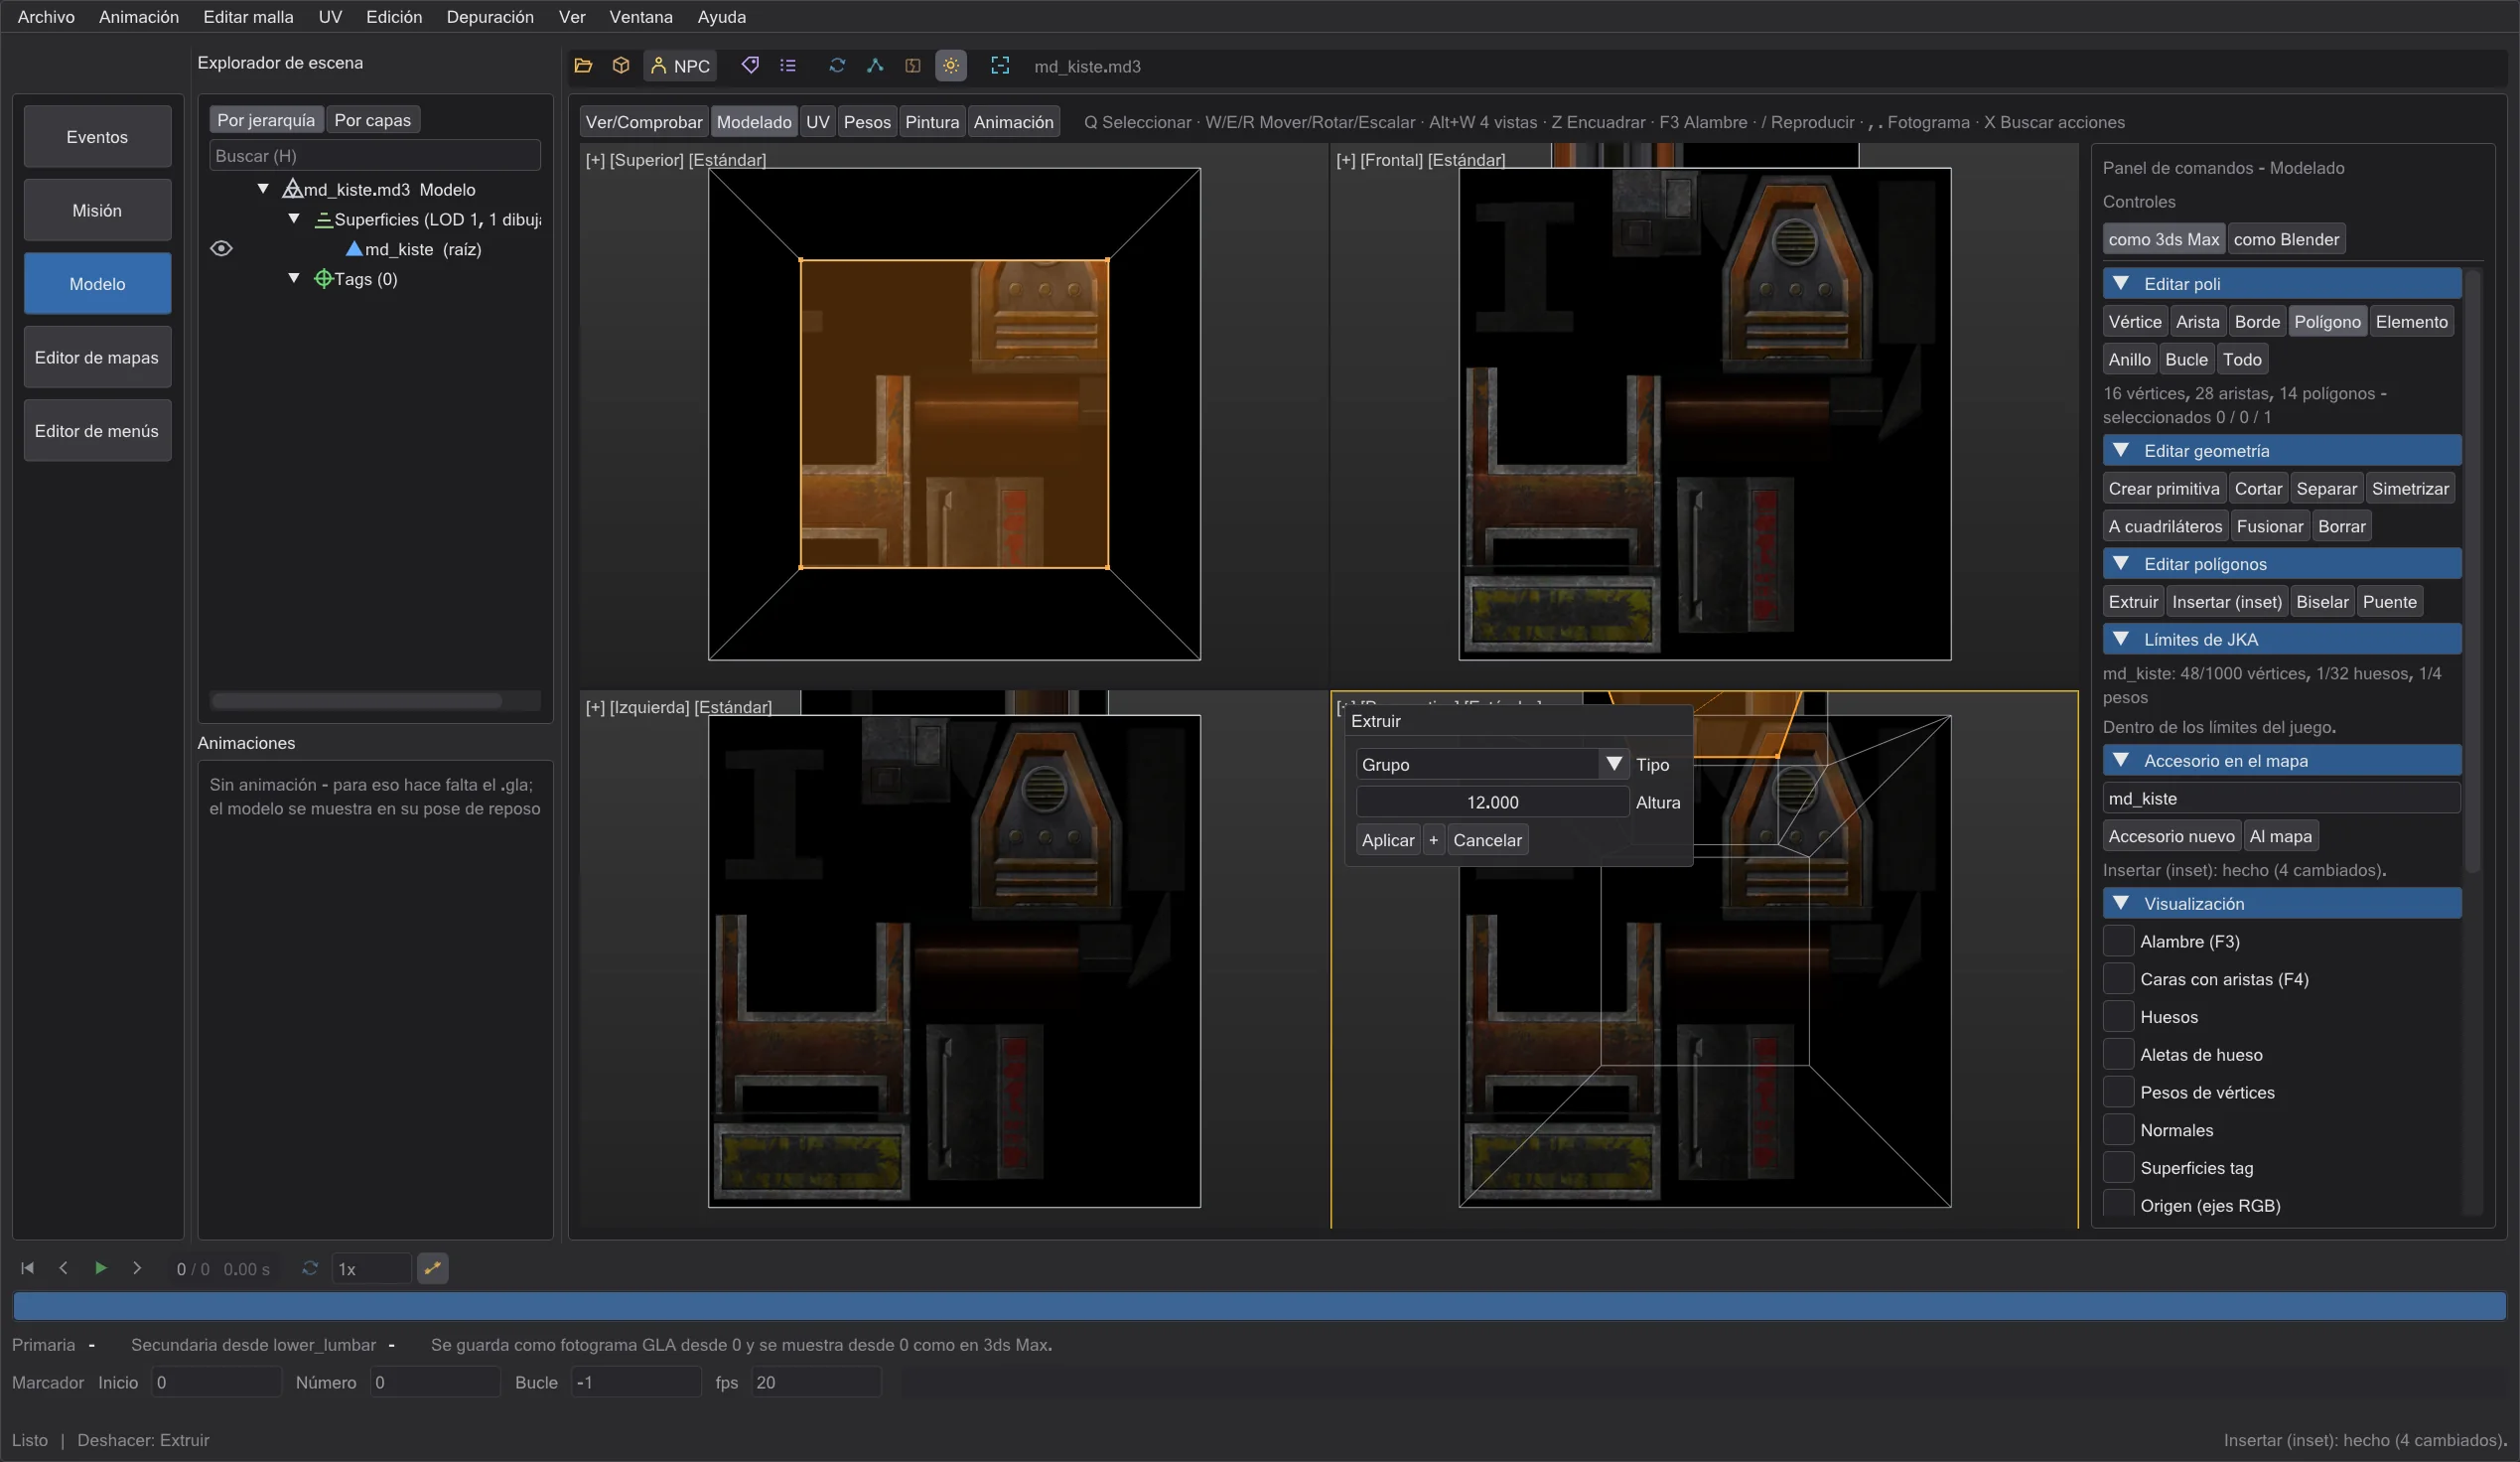 Archivo Animación Editar malla UV Edición Depuración Ver Ventana Ayuda
Explorador de escena
NPC md_kiste.md3
Eventos
Misión
Modelo
Editor de mapas
Editor de menús
Por jerarquía Por capas
Buscar (H)
md_kiste.md3 Modelo
Superficies (LOD 1, 1 dibuj
md_kiste (raíz)
Tags (0)
Animaciones
Sin animación - para eso hace falta el .gla;
el modelo se muestra en su pose de reposo
Ver/Comprobar Modelado UV Pesos Pintura Animación Q Seleccionar · W/E/R Mover/Rotar/Escalar · Alt+W 4 vistas · Z Encuadrar · F3 Alambre · / Reproducir · , . Fotograma · X Buscar acciones
[+] [Superior] [Estándar]
[+] [Frontal] [Estándar]
[+] [Izquierda] [Estándar]
Extruir
Grupo Tipo
12.000 Altura
Aplicar + Cancelar
Panel de comandos - Modelado
Controles
como 3ds Max como Blender
Editar poli
Vértice Arista Borde Polígono Elemento
Anillo Bucle Todo
16 vértices, 28 aristas, 14 polígonos -
seleccionados 0 / 0 / 1
Editar geometría
Crear primitiva Cortar Separar Simetrizar
A cuadriláteros Fusionar Borrar
Editar polígonos
Extruir Insertar (inset) Biselar Puente
Límites de JKA
md_kiste: 48/1000 vértices, 1/32 huesos, 1/4
pesos
Dentro de los límites del juego.
Accesorio en el mapa
md_kiste
Accesorio nuevo Al mapa
Insertar (inset): hecho (4 cambiados).
Visualización
Alambre (F3)
Caras con aristas (F4)
Huesos
Aletas de hueso
Pesos de vértices
Normales
Superficies tag
Origen (ejes RGB)
0 / 0 0.00 s 1x
Primaria - Secundaria desde lower_lumbar - Se guarda como fotograma GLA desde 0 y se muestra desde 0 como en 3ds Max.
Marcador Inicio 0 Número 0 Bucle -1 fps 20
Listo | Deshacer: Extruir
Insertar (inset): hecho (4 cambiados).